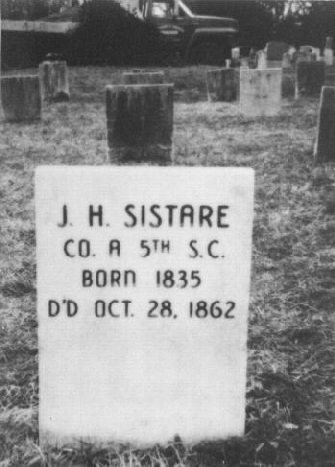 J. H. SISTARE
CO. A 5TH S.C.
BORN 1835
D'D OCT. 28, 1862